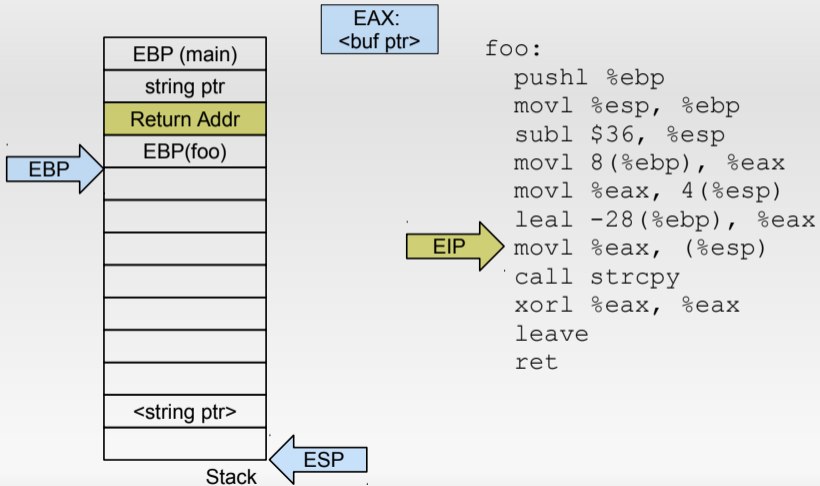 EAX:
<buf ptr>
EBP (main)
string ptr
Return Addr
EBP(foo)
EBP
<string ptr>
ESP
Stack
EIP
foo:
pushl %ebp
movl %esp, %ebp
subl $36, %esp
movl 8(%ebp), %eax
movl %eax, 4(%esp)
leal -28(%ebp), %eax
movl %eax, (%esp)
call strcpy
xorl %eax, %eax
leave
ret